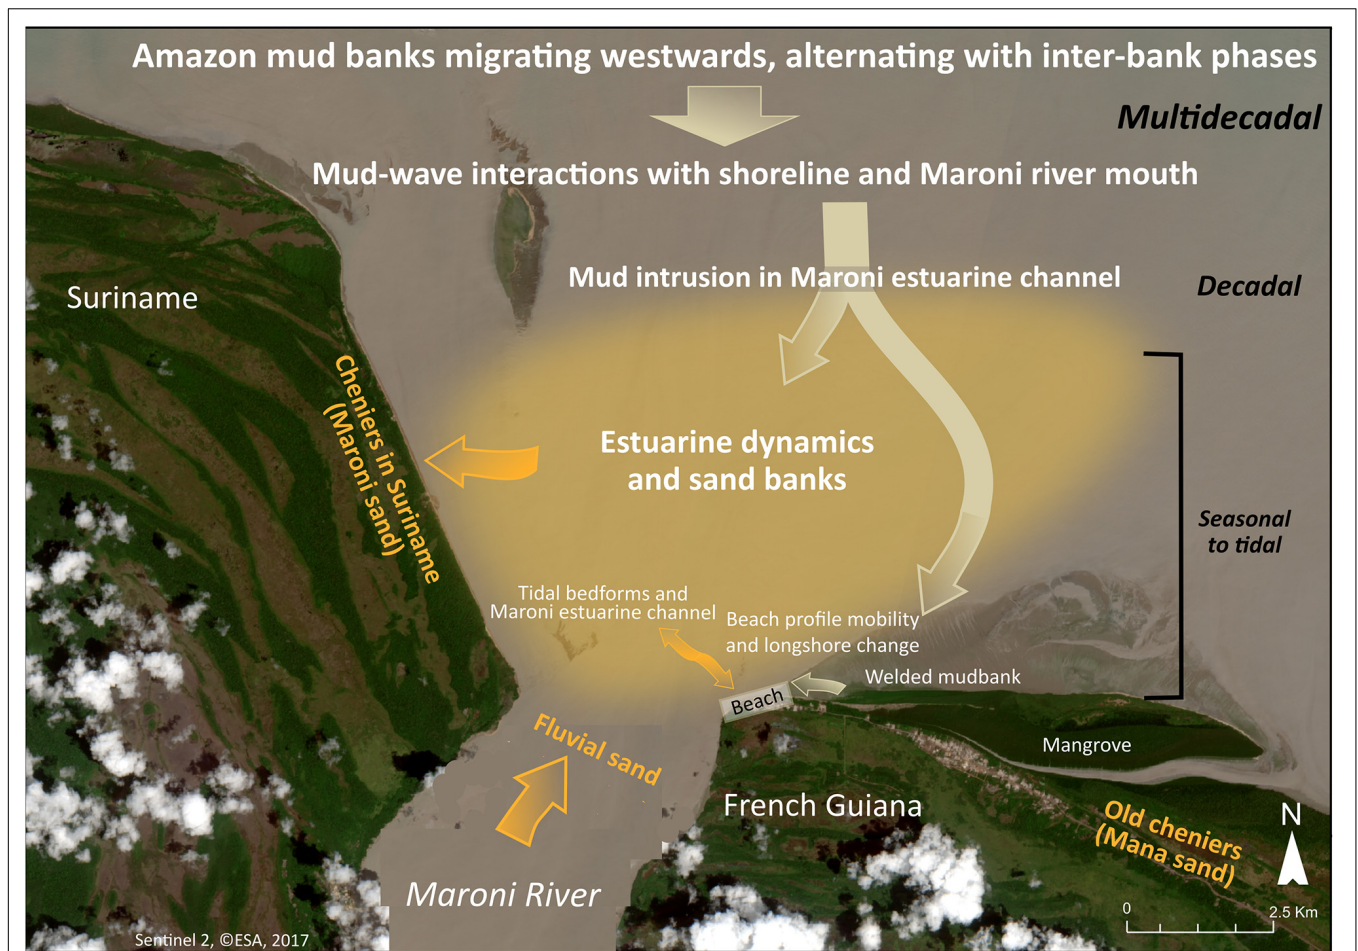 Amazon mud banks migrating westwards, alternating with inter-bank phases
Multidecadal
Mud-wave interactions with shoreline and Maroni river mouth
Mud intrusion in Maroni estuarine channel
Decadal
Suriname
Cheniers in Suriname
(Maroni sand)
Estuarine dynamics
and sand banks
Seasonal
to tidal
Tidal bedforms and
Maroni estuarine channel
Beach profile mobility
and longshore change
Welded mudbank
Beach
Fluvial sand
Mangrove
French Guiana
Old cheniers
(Mana sand)
N
Maroni River
0
2.5 Km
Sentinel 2, ©ESA, 2017